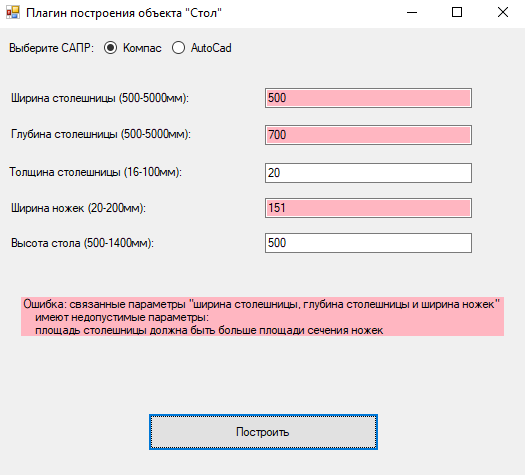 Плагин построения объекта "Стол"
Выберите САПР: Компас AutoCad
Ширина столешницы (500-5000мм): 500
Глубина столешницы (500-5000мм): 700
Толщина столешницы (16-100мм): 20
Ширина ножек (20-200мм): 151
Высота стола (500-1400мм): 500
Ошибка: связанные параметры "ширина столешницы, глубина столешницы и ширина ножек"
имеют недопустимые параметры:
площадь столешницы должна быть больше площади сечения ножек
Построить